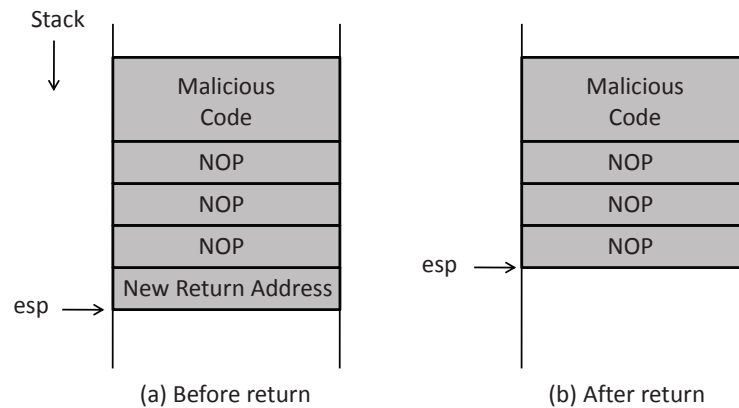 Stack
Malicious
Code
NOP
NOP
NOP
New Return Address
esp
(a) Before return
Malicious
Code
NOP
NOP
NOP
esp
(b) After return